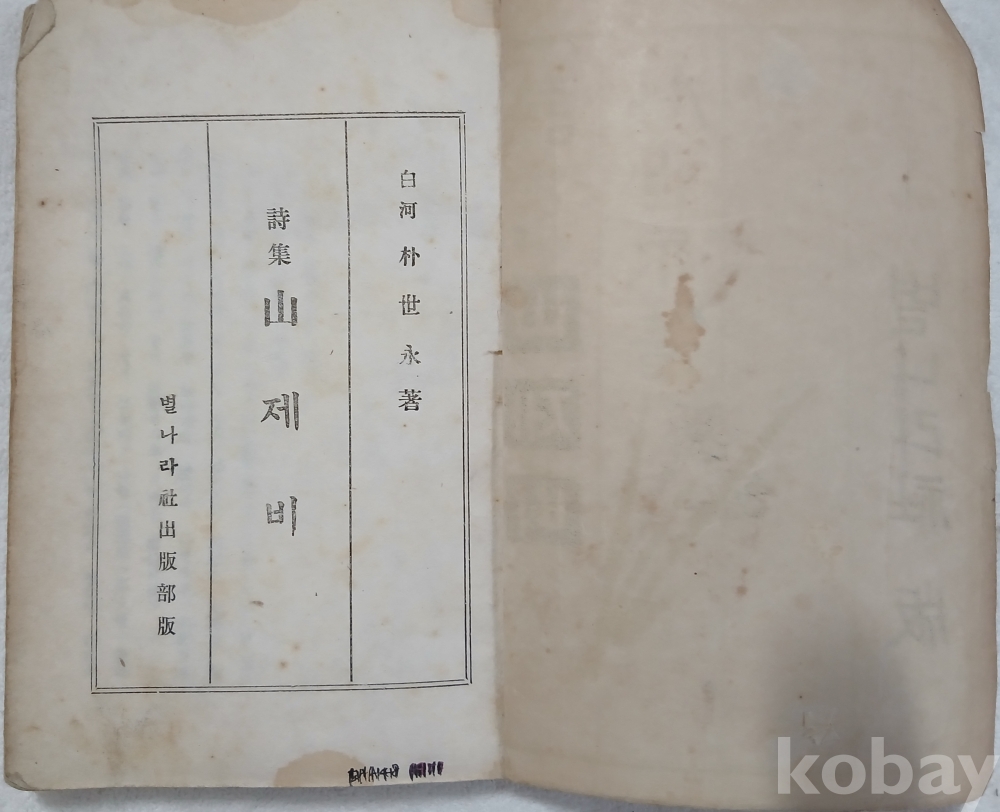 白河 朴世永 著
詩集 山제비
별나라社出版部版
kobay